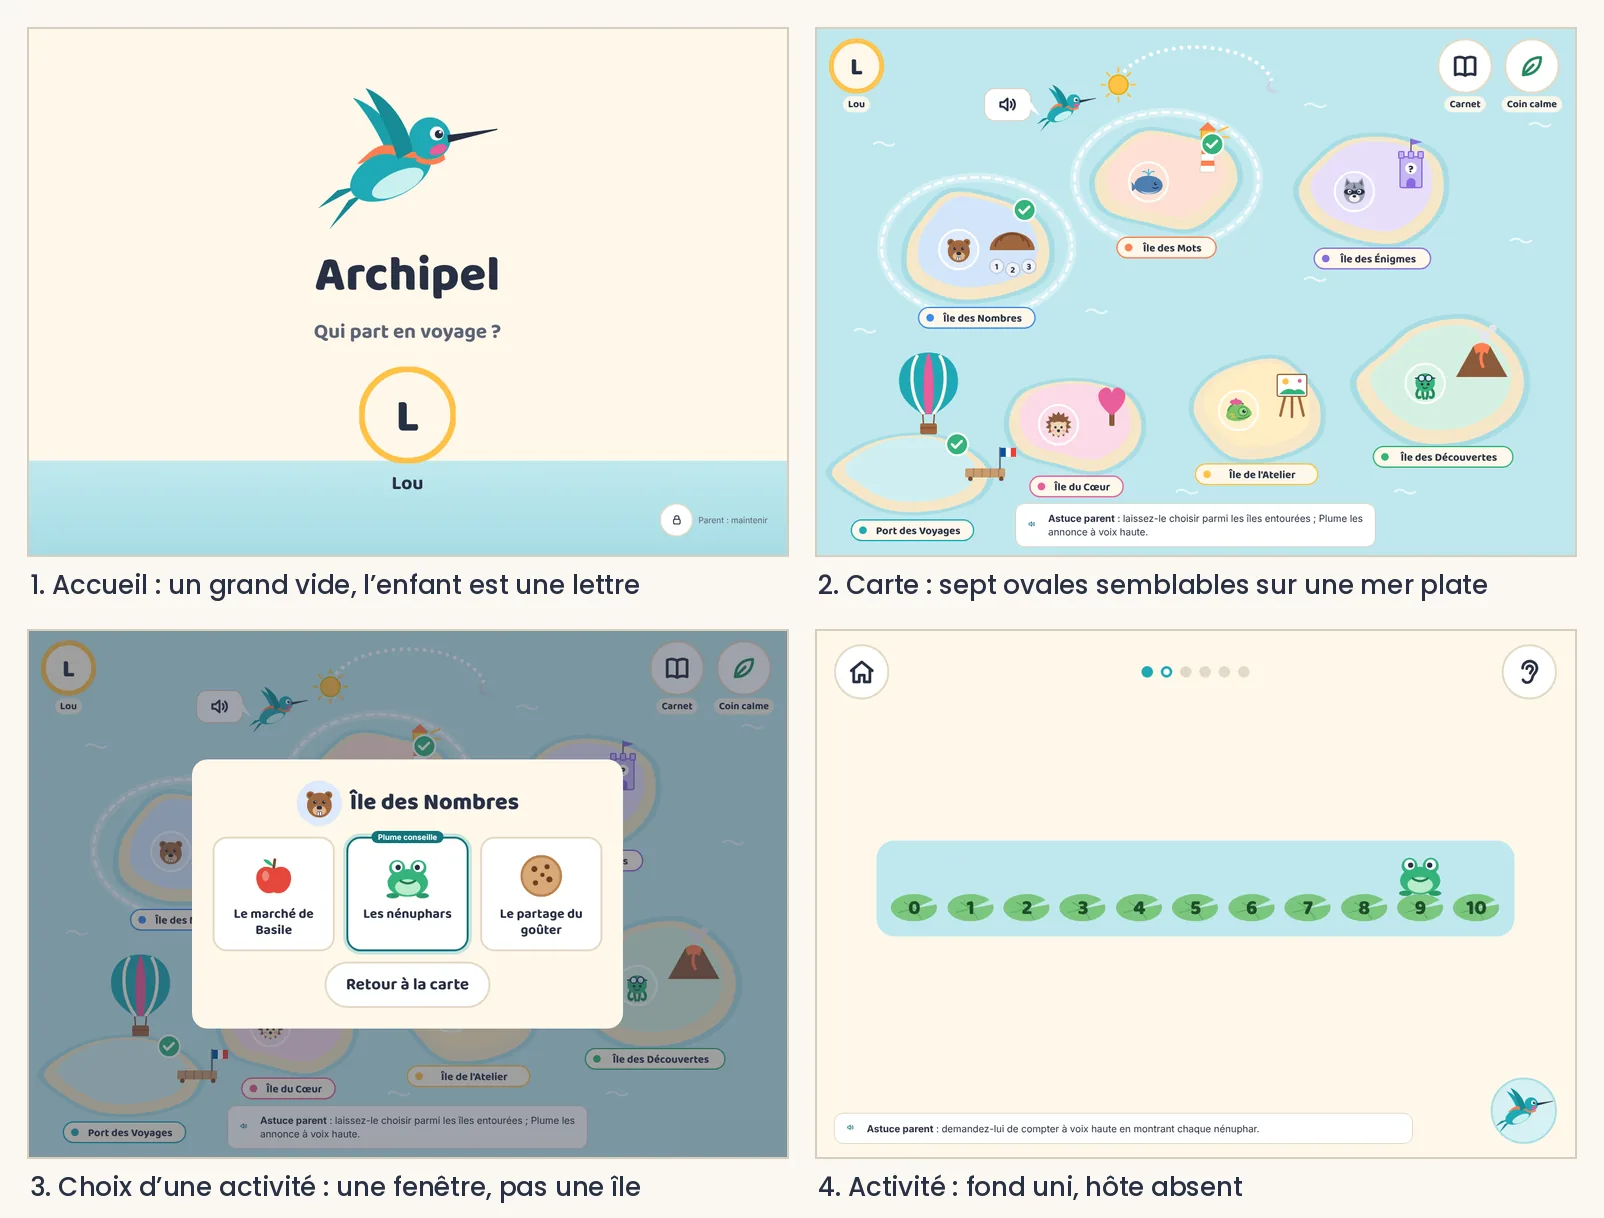 Archipel
Qui part en voyage ?
L
Lou
Parent : maintenir
1. Accueil : un grand vide, l’enfant est une lettre
L
Lou
Carnet
Coin calme
?
1 2 3
Île des Mots
Île des Énigmes
Île des Nombres
Île du Cœur
Île de l'Atelier
Île des Découvertes
Port des Voyages
Astuce parent : laissez-le choisir parmi les îles entourées ; Plume les
annonce à voix haute.
2. Carte : sept ovales semblables sur une mer plate
L
Lou
Carnet
Coin calme
Île des Nombres
Plume conseille
Le marché de
Basile
Les nénuphars
Le partage du
goûter
Retour à la carte
s
Île des N
Île du Cœur
Île de l'Atelier
Île des Découvertes
Port des Voyages
Astuce parent : laissez-le choisir parmi les îles entourées ; Plume les
annonce à voix haute.
3. Choix d’une activité : une fenêtre, pas une île
0 1 2 3 4 5 6 7 8 9 10
Astuce parent : demandez-lui de compter à voix haute en montrant chaque nénuphar.
4. Activité : fond uni, hôte absent